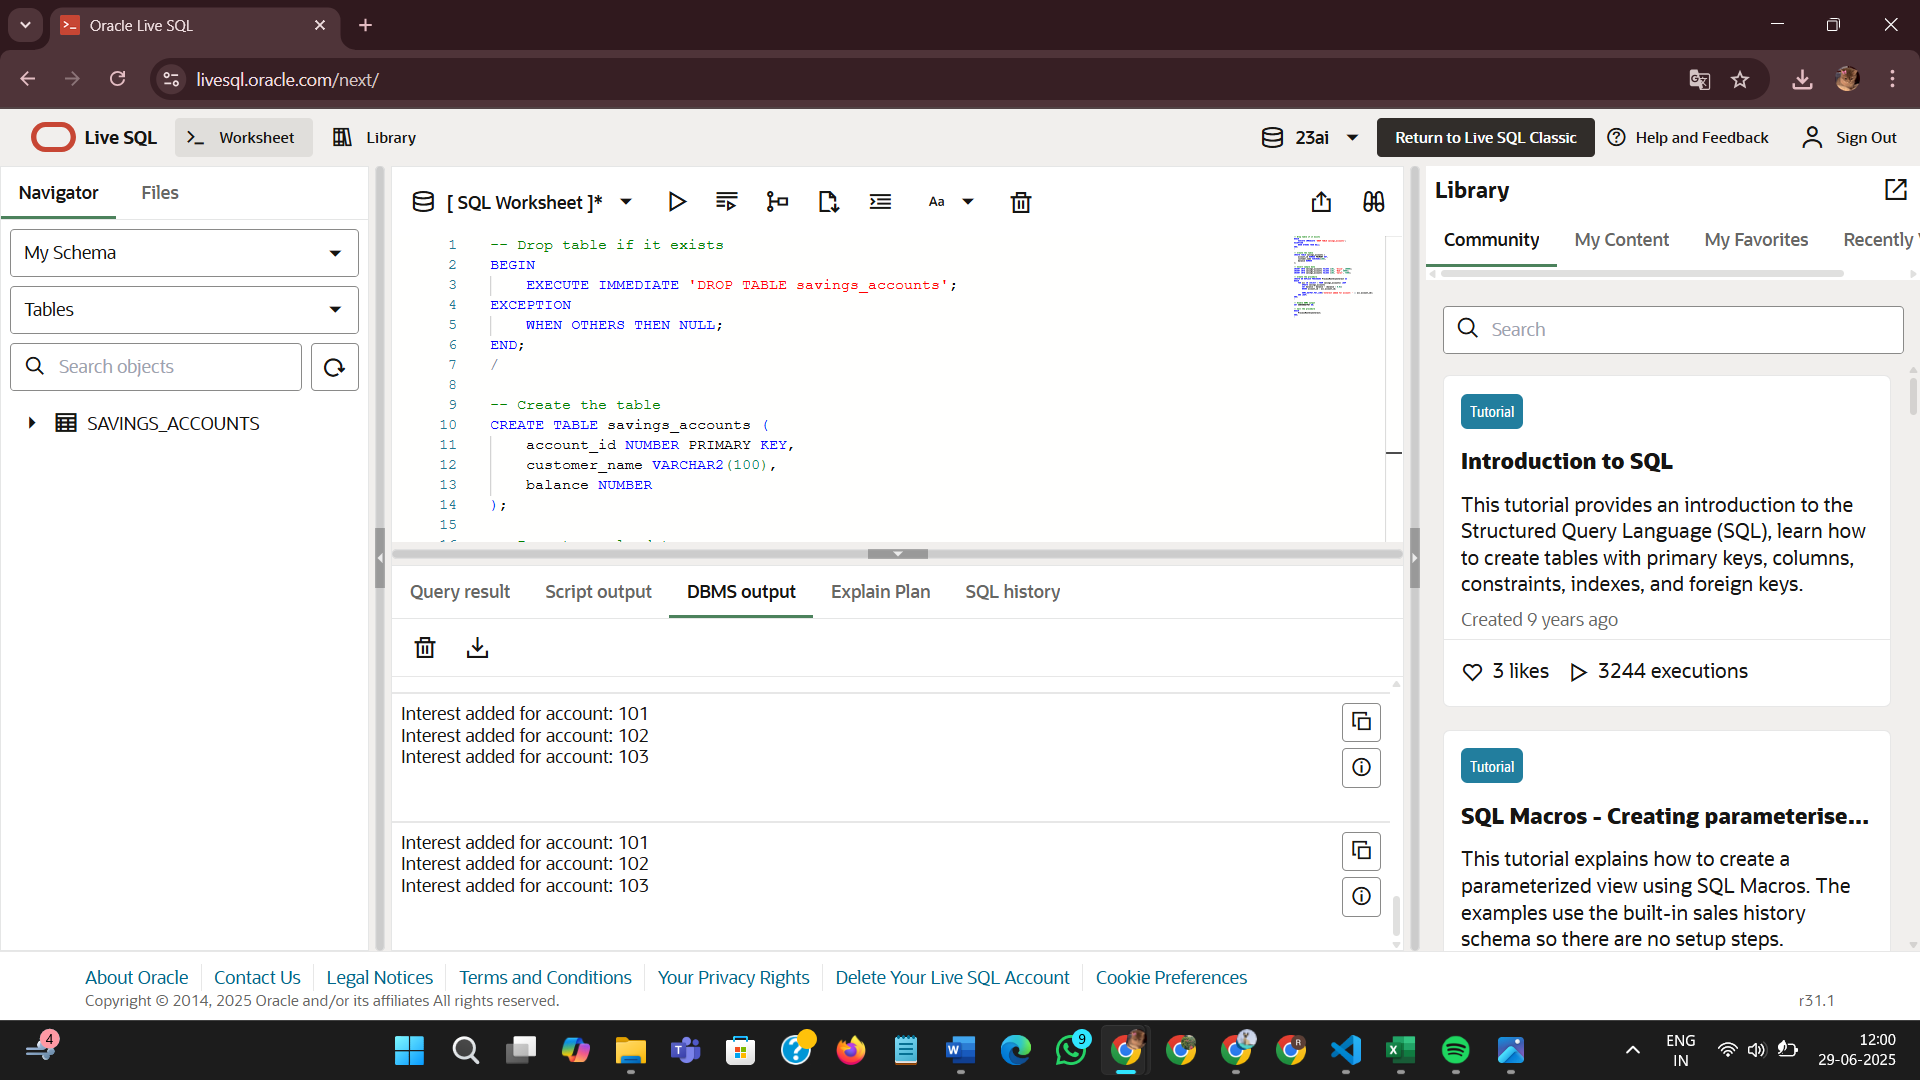 Oracle Live SQL
livesql.oracle.com/next/
Live SQL
Worksheet
Library
23ai
Return to Live SQL Classic
Help and Feedback
Sign Out
Navigator
Files
My Schema
Tables
Search objects
SAVINGS_ACCOUNTS
[ SQL Worksheet ]*
Aa
1 -- Drop table if it exists
2 BEGIN
3 EXECUTE IMMEDIATE 'DROP TABLE savings_accounts';
4 EXCEPTION
5 WHEN OTHERS THEN NULL;
6 END;
7 /
8
9 -- Create the table
10 CREATE TABLE savings_accounts (
11 account_id NUMBER PRIMARY KEY,
12 customer_name VARCHAR2(100),
13 balance NUMBER
14 );
15
Query result
Script output
DBMS output
Explain Plan
SQL history
Interest added for account: 101
Interest added for account: 102
Interest added for account: 103
Interest added for account: 101
Interest added for account: 102
Interest added for account: 103
Library
Community
My Content
My Favorites
Recently
Search
Tutorial
Introduction to SQL
This tutorial provides an introduction to the
Structured Query Language (SQL), learn how
to create tables with primary keys, columns,
constraints, indexes, and foreign keys.
Created 9 years ago
3 likes
3244 executions
Tutorial
SQL Macros - Creating parameterise...
This tutorial explains how to create a
parameterized view using SQL Macros. The
examples use the built-in sales history
schema so there are no setup steps.
About Oracle
Contact Us
Legal Notices
Terms and Conditions
Your Privacy Rights
Delete Your Live SQL Account
Cookie Preferences
Copyright © 2014, 2025 Oracle and/or its affiliates All rights reserved.
r31.1
4
9
ENG
IN
12:00
29-06-2025